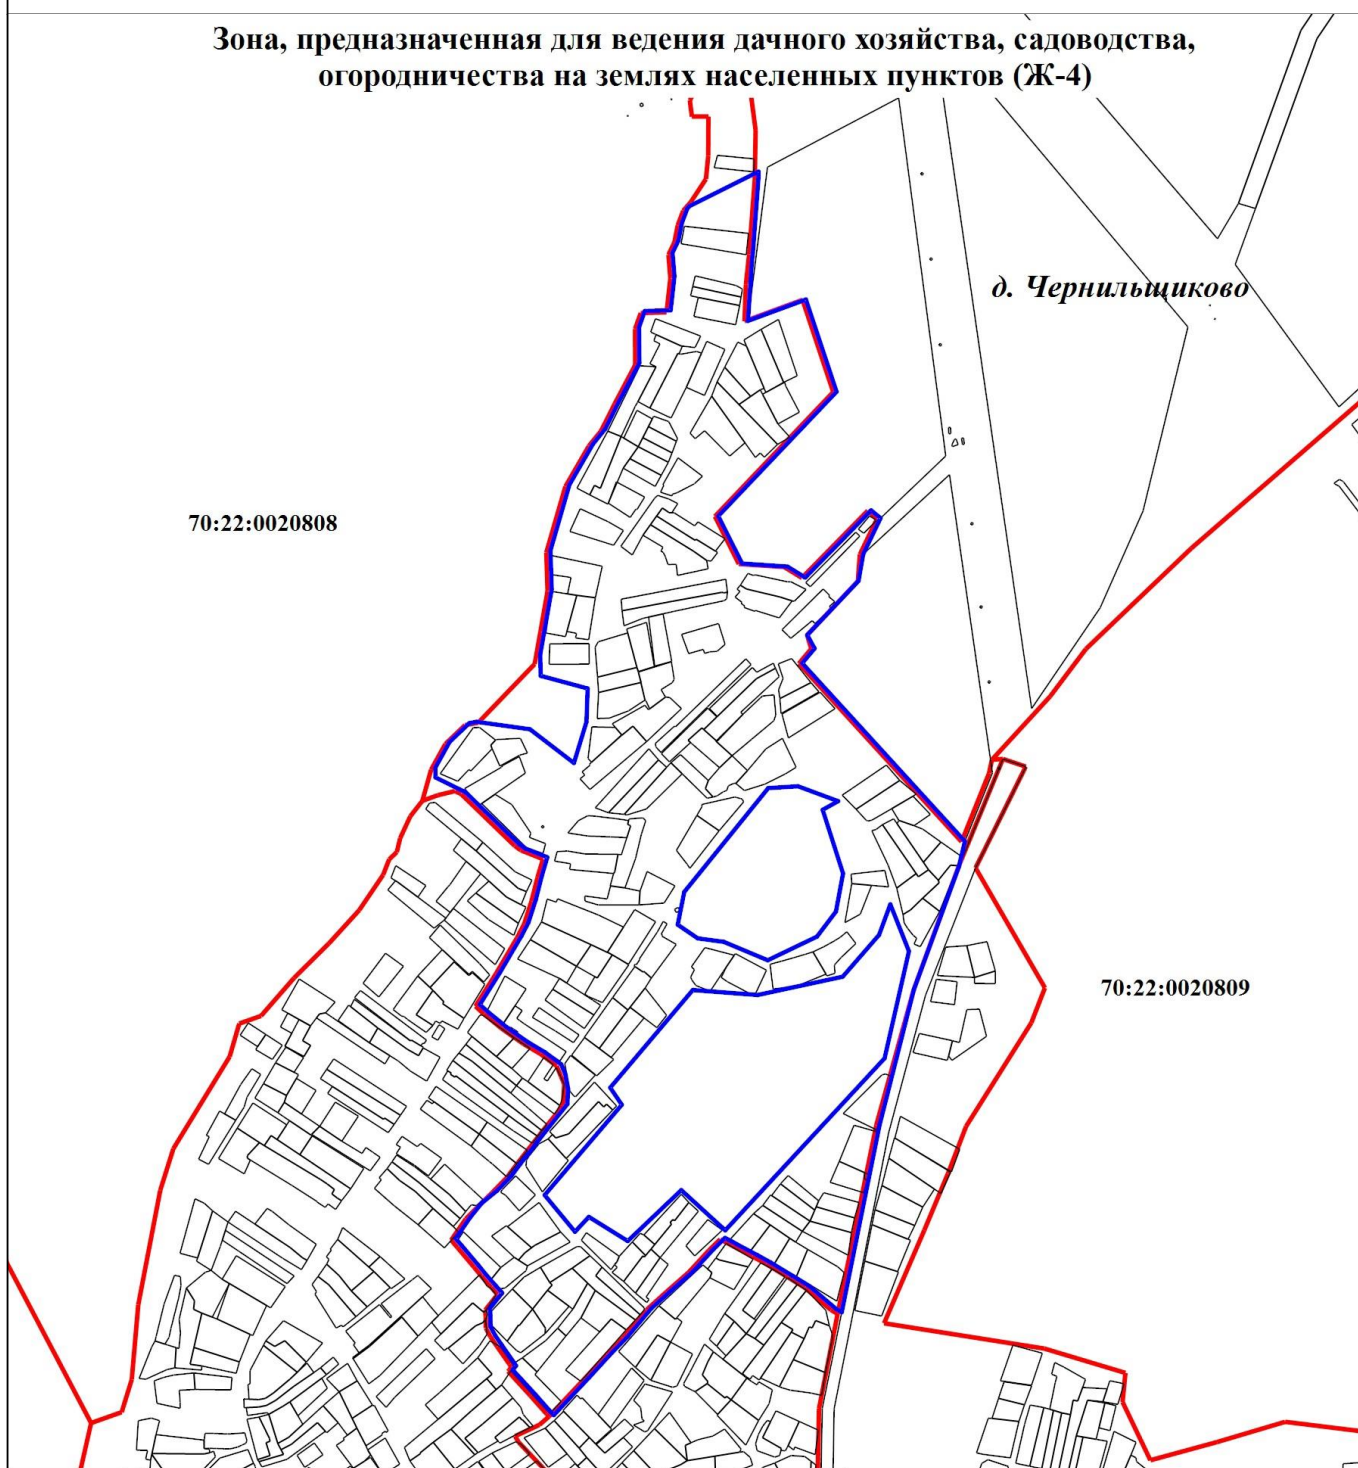 Зона, предназначенная для ведения дачного хозяйства, садоводства,
огородничества на землях населенных пунктов (Ж-4)
д. Чернильщиково
70:22:0020808
70:22:0020809